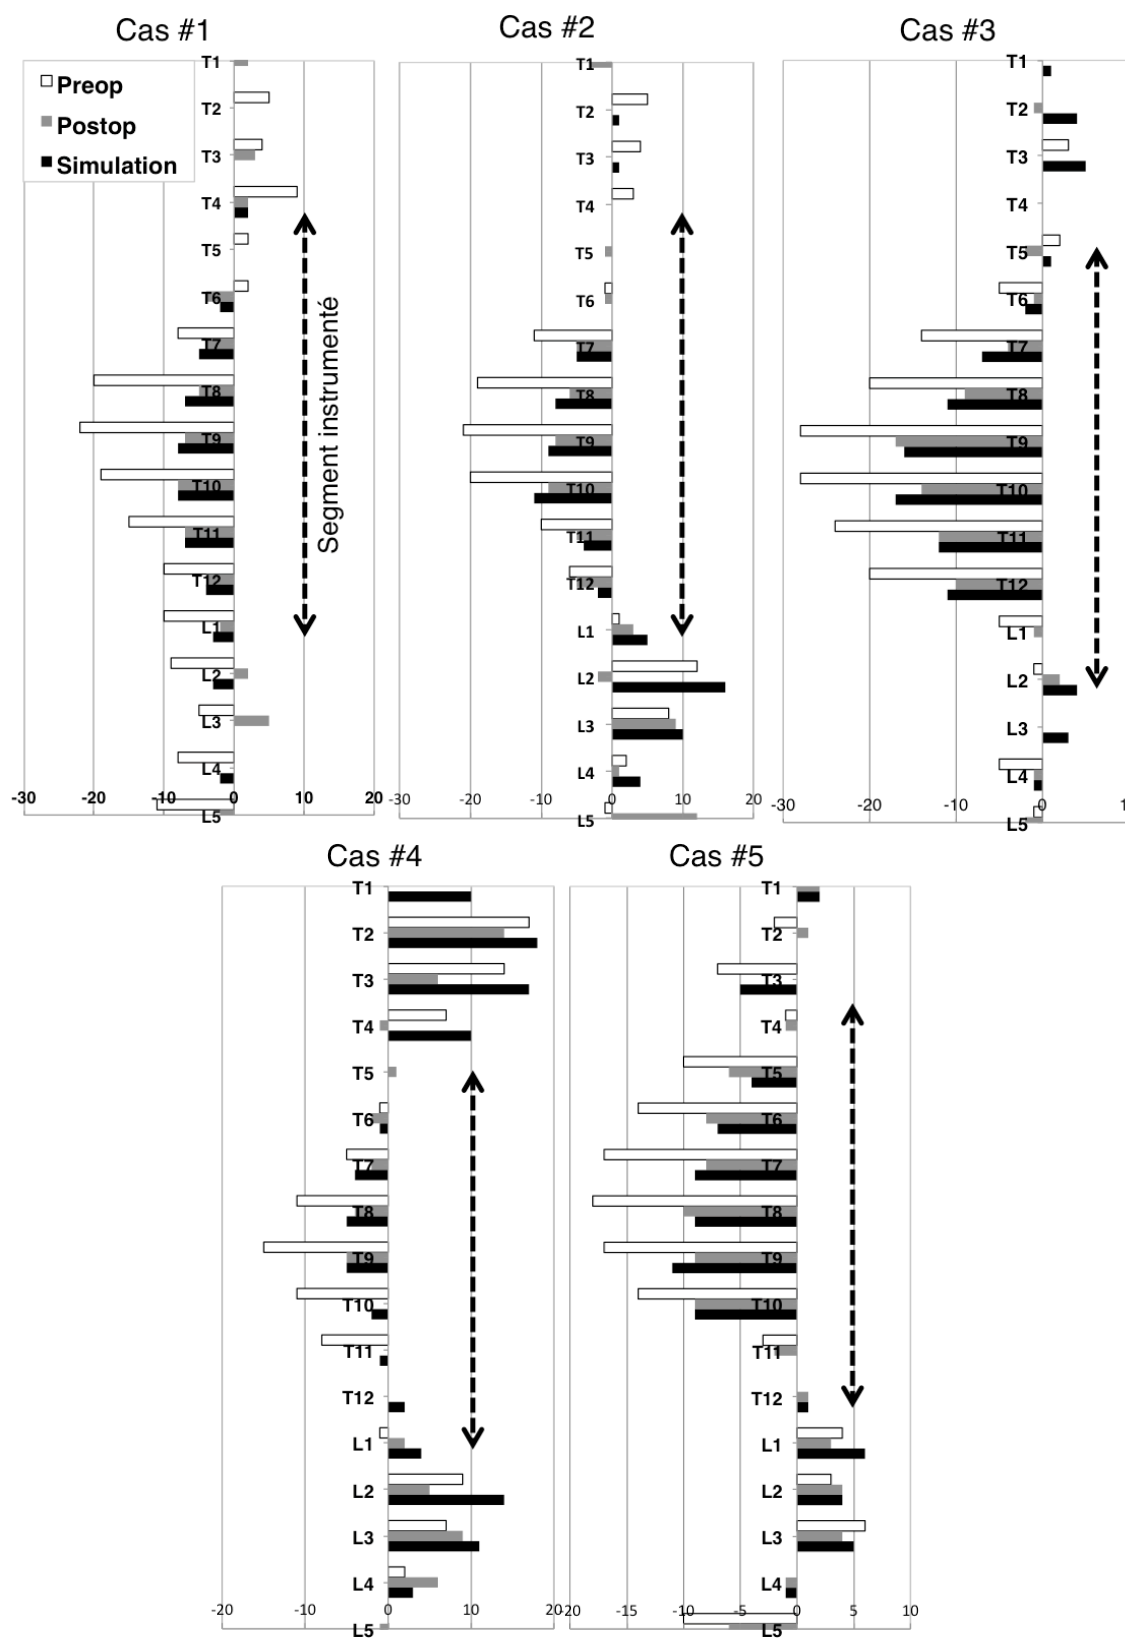 Cas #1
Cas #2
Cas #3
Preop
Postop
Simulation
T1
T2
T3
T4
T5
T6
T7
T8
T9
T10
T11
T12
L1
L2
L3
L4
L5
-30
-20
-10
0
10
20
Segment instrumenté
T1
T2
T3
T4
T5
T6
T7
T8
T9
T10
T11
T12
L1
L2
L3
L4
L5
-30
-20
-10
0
10
20
T1
T2
T3
T4
T5
T6
T7
T8
T9
T10
T11
T12
L1
L2
L3
L4
L5
-30
-20
-10
0
Cas #4
Cas #5
T1
T2
T3
T4
T5
T6
T7
T8
T9
T10
T11
T12
L1
L2
L3
L4
L5
-20
-10
0
10
20
T1
T2
T3
T4
T5
T6
T7
T8
T9
T10
T11
T12
L1
L2
L3
L4
L5
-20
-15
-10
-5
0
5
10